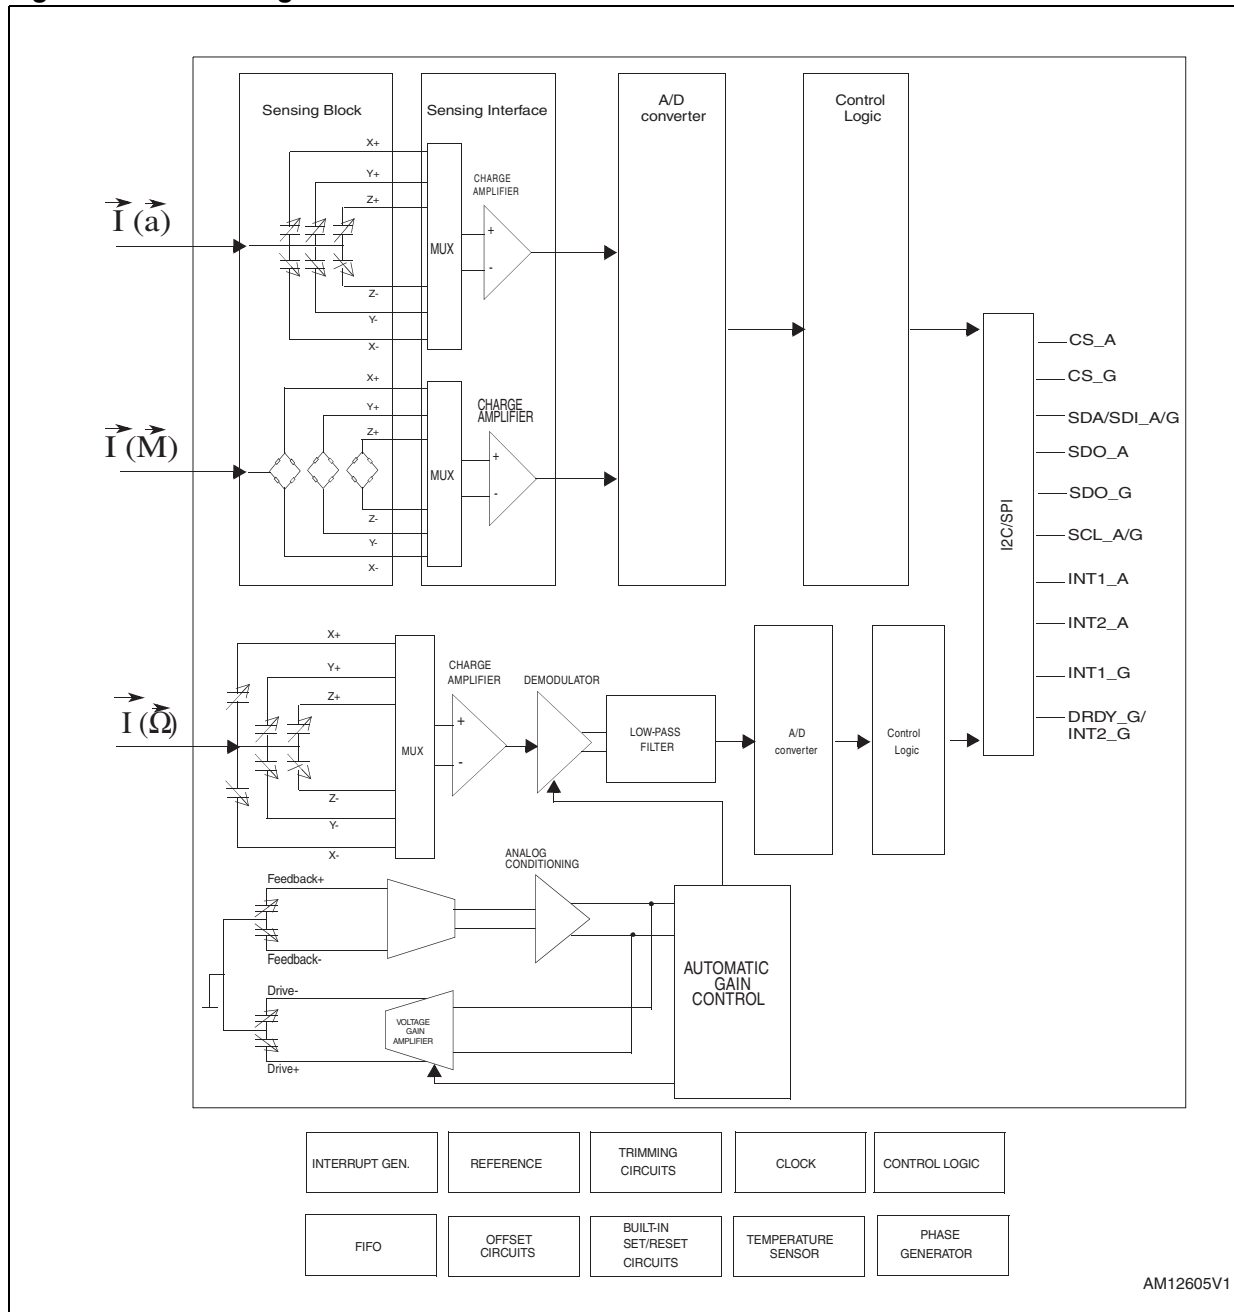 Sensing Block
Sensing Interface
A/D
converter
Control
Logic
X+
Y+
Z+
CHARGE
AMPLIFIER
I (a)
+
-
MUX
Z-
Y-
X-
X+
Y+
Z+
CHARGE
AMPLIFIER
I (M)
+
-
MUX
Z-
Y-
X-
I2C/SPI
CS_A
CS_G
SDA/SDI_A/G
SDO_A
SDO_G
SCL_A/G
INT1_A
INT2_A
INT1_G
DRDY_G/
INT2_G
X+
Y+
Z+
CHARGE
AMPLIFIER
DEMODULATOR
I (Ω)
+
-
MUX
LOW-PASS
FILTER
A/D
converter
Control
Logic
Z-
Y-
X-
ANALOG
CONDITIONING
Feedback+
Feedback-
Drive-
VOLTAGE
GAIN
AMPLIFIER
Drive+
AUTOMATIC
GAIN
CONTROL
INTERRUPT GEN.
REFERENCE
TRIMMING
CIRCUITS
CLOCK
CONTROL LOGIC
FIFO
OFFSET
CIRCUITS
BUILT-IN
SET/RESET
CIRCUITS
TEMPERATURE
SENSOR
PHASE
GENERATOR
AM12605V1